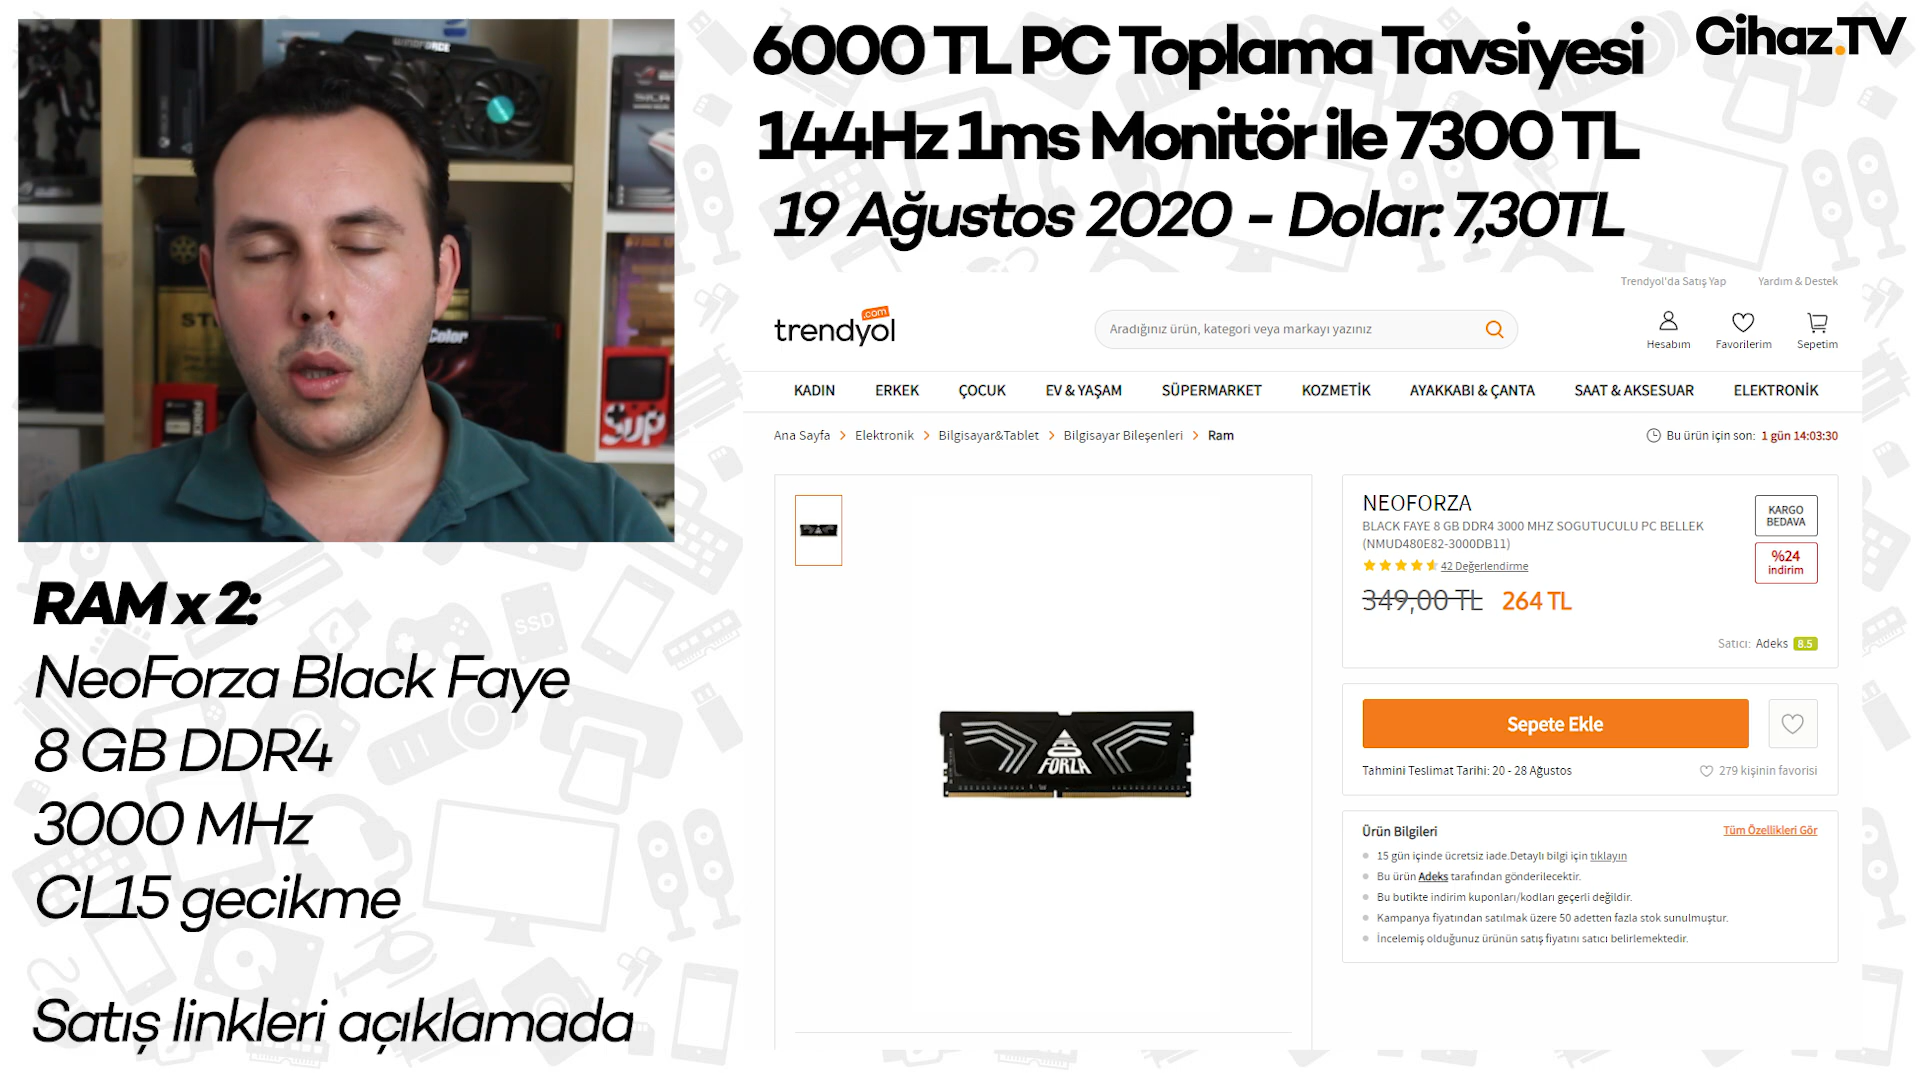 WINDFORCE
Color
Sup
6000 TL PC Toplama Tavsiyesi
144Hz 1ms Monitör ile 7300 TL
19 Ağustos 2020 - Dolar: 7,30TL
Cihaz.TV
Trendyol'da Satış Yap
Yardım & Destek
trendyol
.com
Aradığınız ürün, kategori veya markayı yazınız
Hesabım
Favorilerim
Sepetim
KADIN
ERKEK
ÇOCUK
EV & YAŞAM
SÜPERMARKET
KOZMETİK
AYAKKABI & ÇANTA
SAAT & AKSESUAR
ELEKTRONİK
Ana Sayfa > Elektronik > Bilgisayar&Tablet > Bilgisayar Bileşenleri > Ram
Bu ürün için son: 1 gün 14:03:30
NEOFORZA
BLACK FAYE 8 GB DDR4 3000 MHZ SOGUTUCULU PC BELLEK
(NMUD480E82-3000DB11)
42 Değerlendirme
349,00 TL 264 TL
KARGO
BEDAVA
%24
indirim
Satıcı: Adeks 8.5
Sepete Ekle
Tahmini Teslimat Tarihi: 20 - 28 Ağustos
279 kişinin favorisi
Ürün Bilgileri
Tüm Özellikleri Gör
15 gün içinde ücretsiz iade.Detaylı bilgi için tıklayın
Bu ürün Adeks tarafından gönderilecektir.
Bu butikte indirim kuponları/kodları geçerli değildir.
Kampanya fiyatından satılmak üzere 50 adetten fazla stok sunulmuştur.
İncelemiş olduğunuz ürünün satış fiyatını satıcı belirlemektedir.
NEO
FORZA
RAM x 2:
NeoForza Black Faye
8 GB DDR4
3000 MHz
CL15 gecikme
Satış linkleri açıklamada
SSD